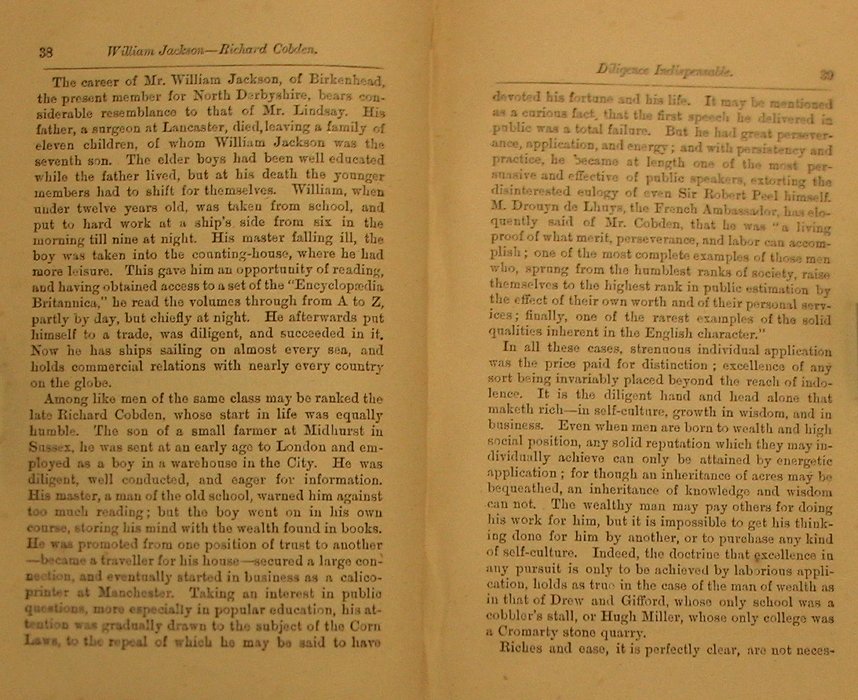 38
William Jackson—Richard Cobden.
The career of Mr. William Jackson, of Birkenhead,
the present member for North Derbyshire, bears con-
siderable resemblance to that of Mr. Lindsay. His
father, a surgeon at Lancaster, died, leaving a family of
eleven children, of whom William Jackson was the
seventh son. The elder boys had been well educated
while the father lived, but at his death the younger
members had to shift for themselves. William, when
under twelve years old, was taken from school, and
put to hard work at a ship's side from six in the
morning till nine at night. His master falling ill, the
boy was taken into the counting-house, where he had
more leisure. This gave him an opportunity of reading,
and having obtained access to a set of the "Encyclopædia
Britannica," he read the volumes through from A to Z,
partly by day, but chiefly at night. He afterwards put
himself to a trade, was diligent, and succeeded in it.
Now he has ships sailing on almost every sea, and
holds commercial relations with nearly every country
on the globe.
Among like men of the same class may be ranked the
late Richard Cobden, whose start in life was equally
humble. The son of a small farmer at Midhurst in
Sussex, he was sent at an early age to London and em-
ployed as a boy in a warehouse in the City. He was
diligent, well conducted, and eager for information.
His master, a man of the old school, warned him against
too much reading; but the boy went on in his own
course, storing his mind with the wealth found in books.
He was promoted from one position of trust to another
—became a traveller for his house—secured a large con-
nection, and eventually started in business as a calico-
printer at Manchester. Taking an interest in public
questions, more especially in popular education, his at-
tention was gradually drawn to the subject of the Corn
Laws, to the repeal of which he may be said to have
Diligence Indispensable.
39
devoted his fortune and his life. It may be mentioned
as a curious fact, that the first speech he delivered in
public was a total failure. But he had great persever-
ance, application, and energy; and with persistency and
practice, he became at length one of the most per-
suasive and effective of public speakers, extorting the
disinterested eulogy of even Sir Robert Peel himself.
M. Drouyn de Lhuys, the French Ambassador, has elo-
quently said of Mr. Cobden, that he was "a living
proof of what merit, perseverance, and labor can accom-
plish; one of the most complete examples of those men
who, sprung from the humblest ranks of society, raise
themselves to the highest rank in public estimation by
the effect of their own worth and of their personal serv-
ices; finally, one of the rarest examples of the solid
qualities inherent in the English character."
In all these cases, strenuous individual application
was the price paid for distinction; excellence of any
sort being invariably placed beyond the reach of indo-
lence. It is the diligent hand and head alone that
maketh rich—in self-culture, growth in wisdom, and in
business. Even when men are born to wealth and high
social position, any solid reputation which they may in-
dividually achieve can only be attained by energetic
application; for though an inheritance of acres may be
bequeathed, an inheritance of knowledge and wisdom
can not. The wealthy man may pay others for doing
his work for him, but it is impossible to get his think-
ing done for him by another, or to purchase any kind
of self-culture. Indeed, the doctrine that excellence in
any pursuit is only to be achieved by laborious appli-
cation, holds as true in the case of the man of wealth as
in that of Drew and Gifford, whose only school was a
cobbler's stall, or Hugh Miller, whose only college was
a Cromarty stone quarry.
Riches and ease, it is perfectly clear, are not neces-